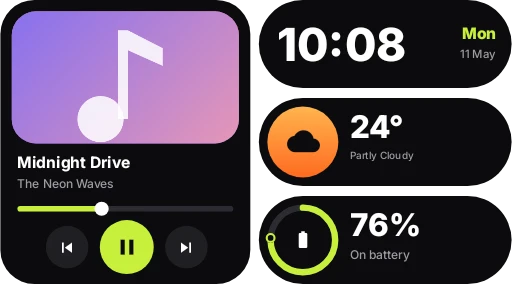 Midnight Drive
The Neon Waves
10:08
Mon
11 May
24°
Partly Cloudy
76%
On battery